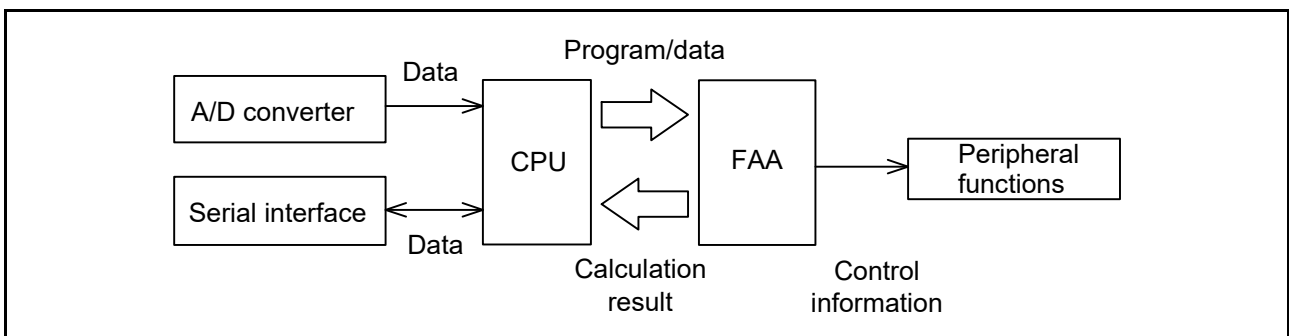 Program/data
Data
A/D converter
CPU
FAA
Peripheral
functions
Serial interface
Data
Calculation
result
Control
information